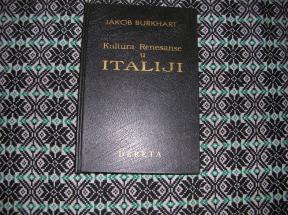 JAKOB BURKHART
Kultura Renesanse
u
ITALIJI
DERETA